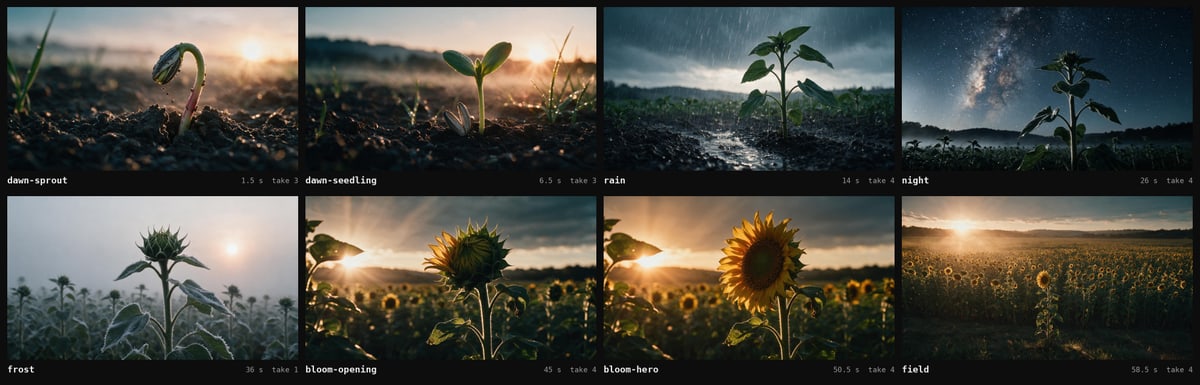 dawn-sprout 1.5 s take 3
dawn-seedling 6.5 s take 3
rain 14 s take 4
night 26 s take 4
frost 36 s take 1
bloom-opening 45 s take 4
bloom-hero 50.5 s take 4
field 58.5 s take 4